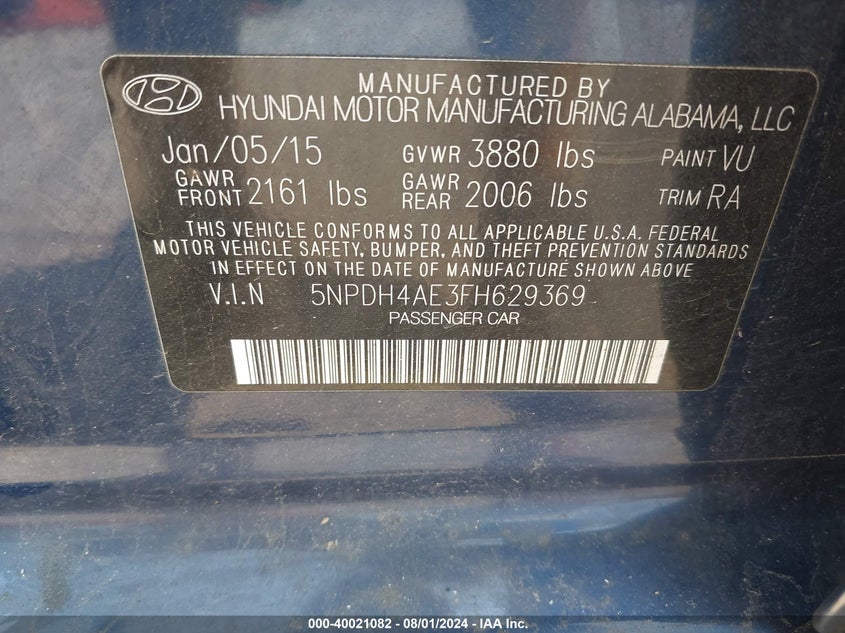 MANUFACTURED BY
HYUNDAI MOTOR MANUFACTURING ALABAMA, LLC
Jan/05/15 GVWR 3880 lbs PAINT VU
GAWR FRONT 2161 lbs GAWR REAR 2006 lbs TRIM RA
THIS VEHICLE CONFORMS TO ALL APPLICABLE U.S.A. FEDERAL
MOTOR VEHICLE SAFETY, BUMPER, AND THEFT PREVENTION STANDARDS
IN EFFECT ON THE DATE OF MANUFACTURE SHOWN ABOVE
V.I.N 5NPDH4AE3FH629369
PASSENGER CAR
000-40021082 - 08/01/2024 - IAA Inc.